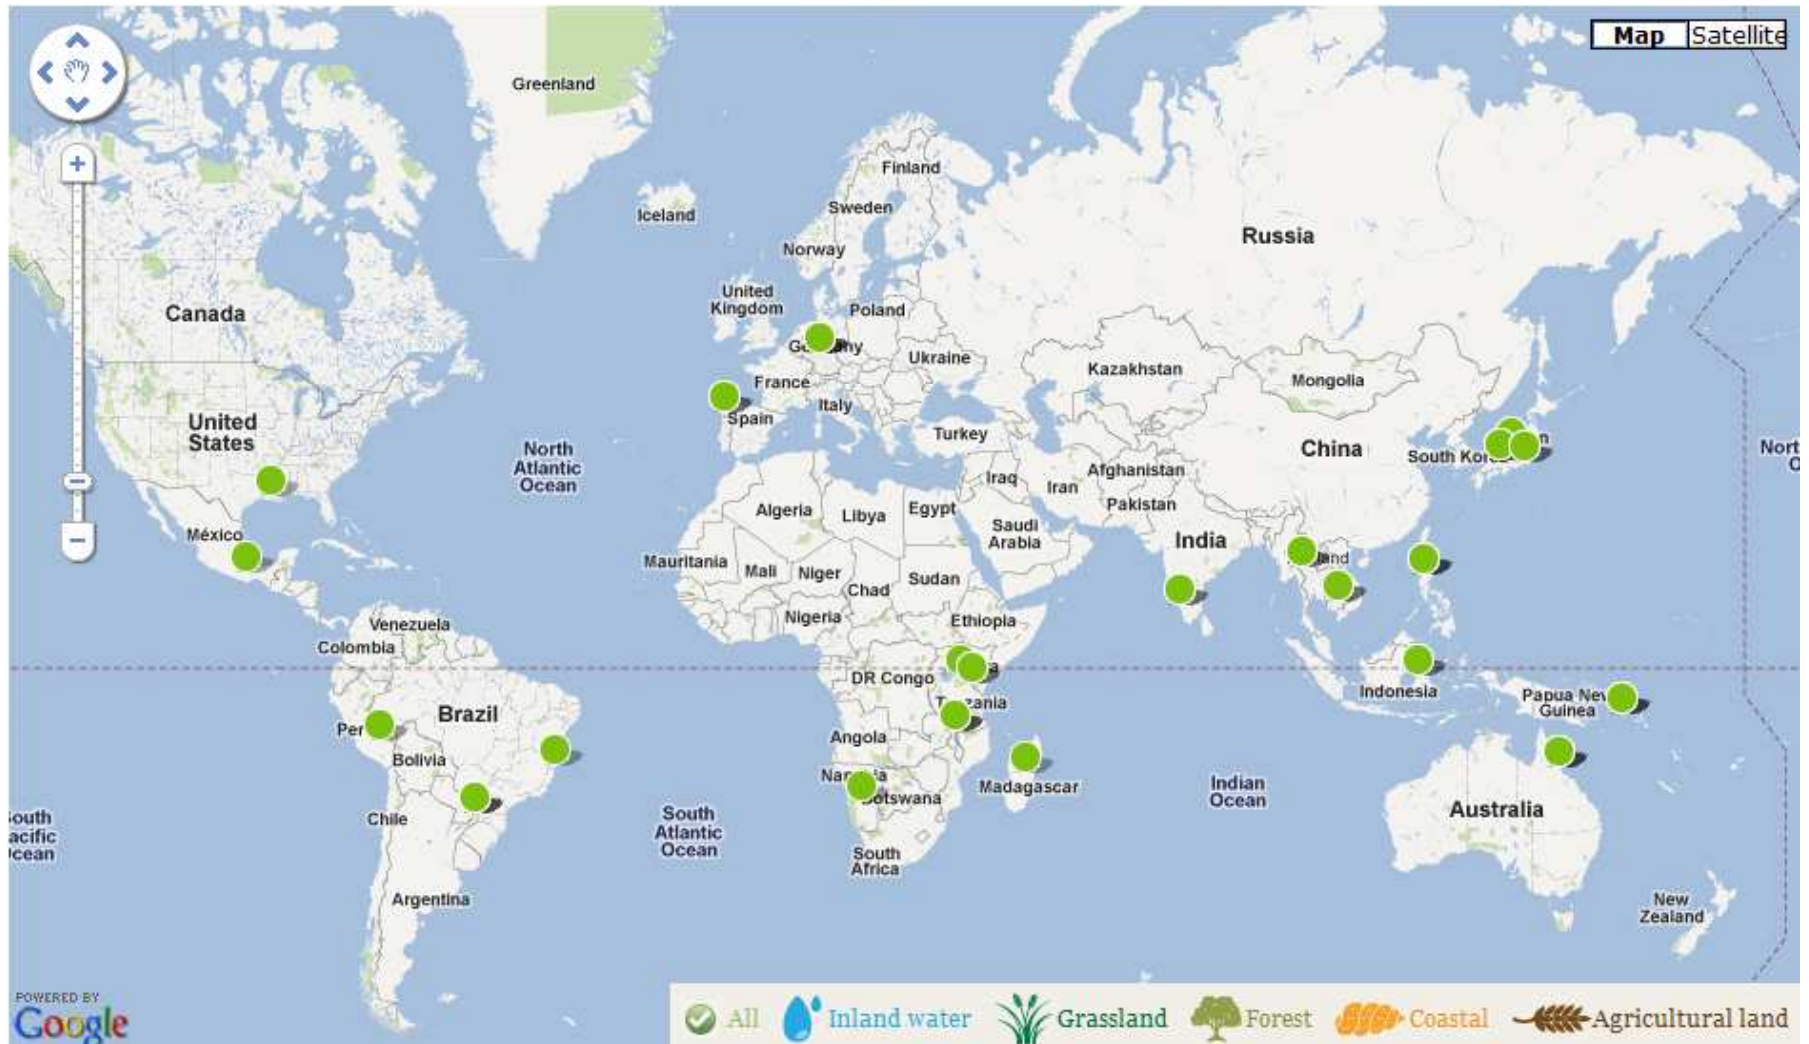 Map
Satellite
Greenland
Finland
Iceland
Sweden
Norway
Russia
United
Kingdom
Poland
Canada
Ukraine
Kazakhstan
Mongolia
France
Italy
Spain
United
States
Turkey
China
South
North
Atlantic
Ocean
Iraq
Afghanistan
Iran
Pakistan
Algeria
Libya
Egypt
Saudi
Arabia
México
India
Mauritania
Mali
Niger
Chad
Sudan
Nigeria
Ethiopia
Venezuela
Colombia
DR Congo
Indonesia
Papua New
Guinea
Brazil
Angola
Bolivia
Madagascar
Botswana
Indian
Ocean
Australia
Chile
South
Atlantic
Ocean
South
Africa
Argentina
New
Zealand
POWERED BY
Google
All
Inland water
Grassland
Forest
Coastal
Agricultural land